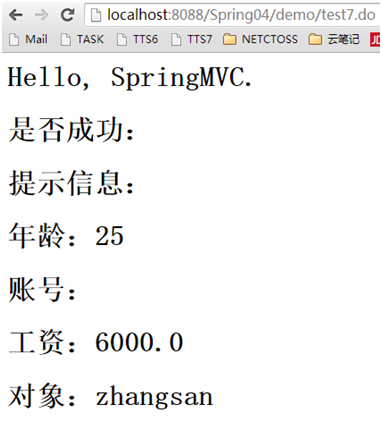 localhost:8088/Spring04/demo/test7.do
Mail TASK TTS6 TTS7 NETCTOSS 云笔记 JD
Hello, SpringMVC.
是否成功：
提示信息：
年龄：25
账号：
工资：6000.0
对象：zhangsan